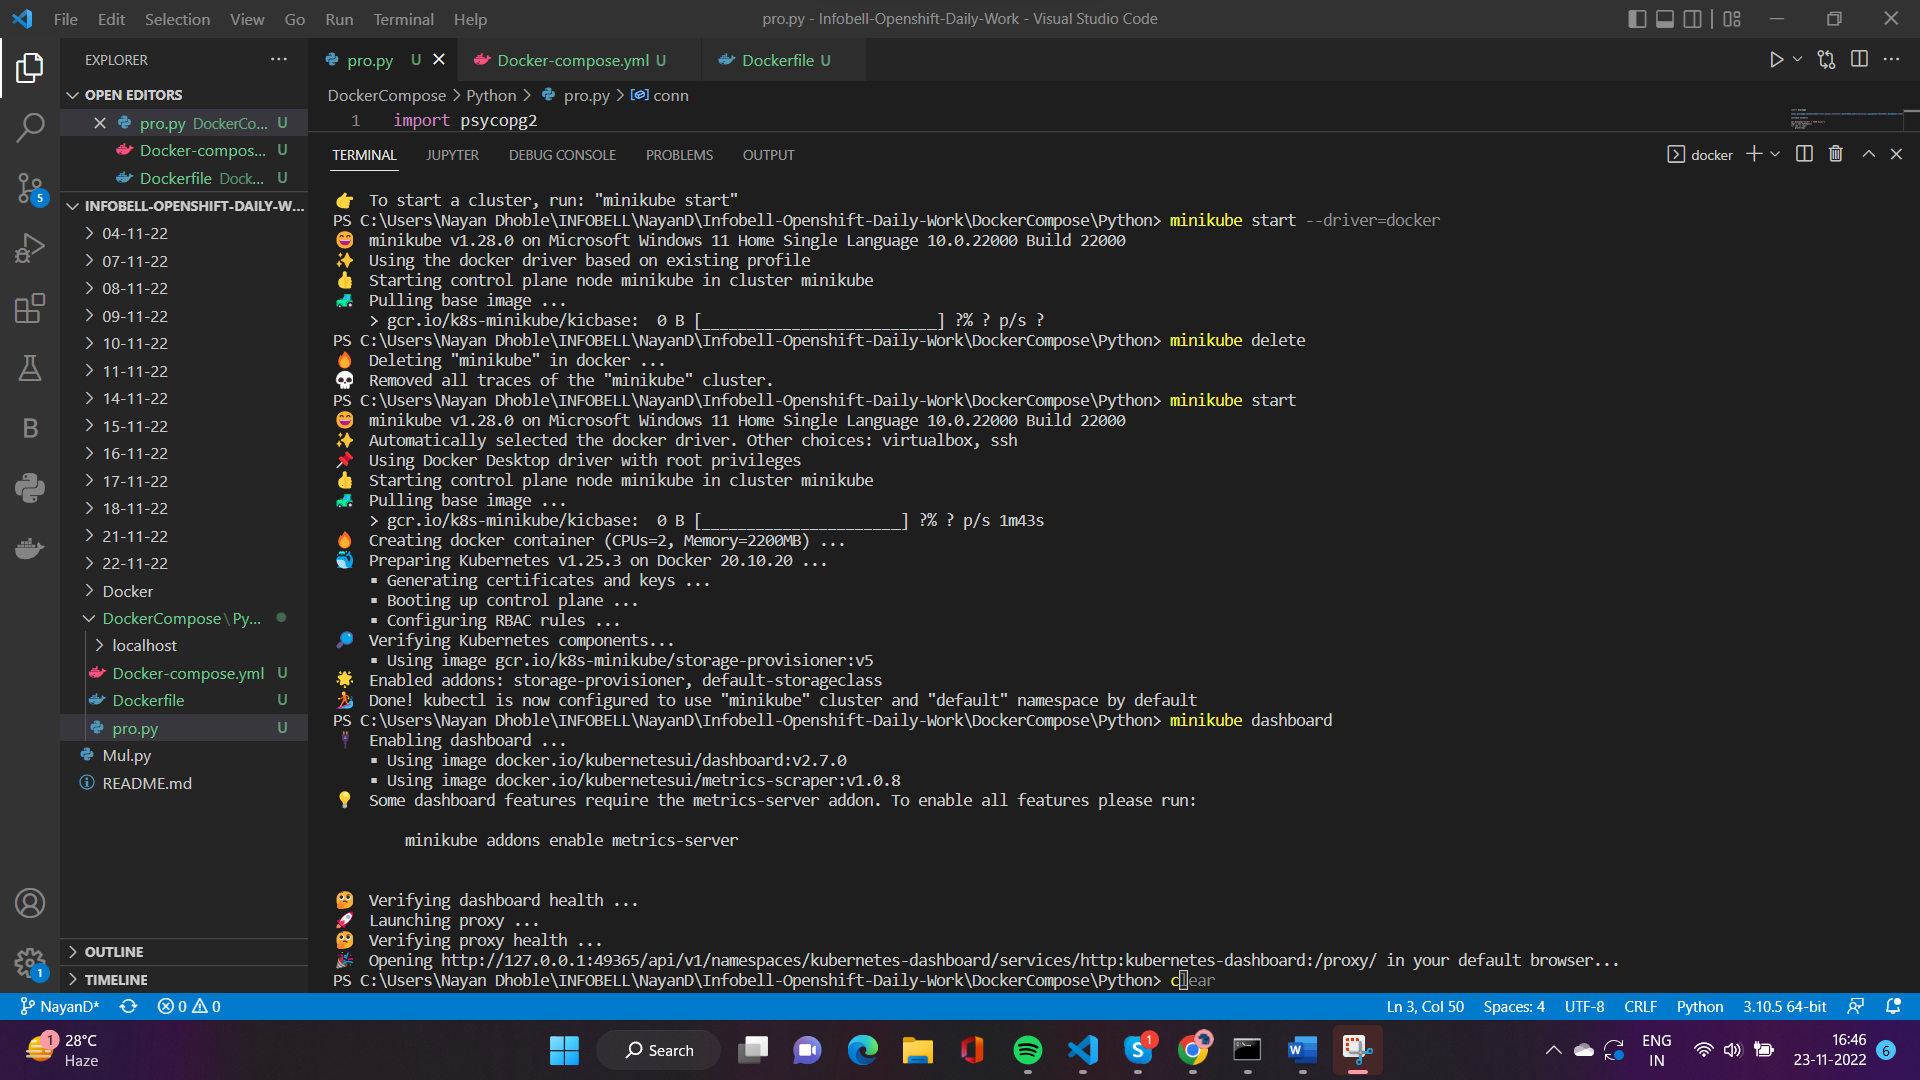 File Edit Selection View Go Run Terminal Help
pro.py - Infobell-Openshift-Daily-Work - Visual Studio Code
EXPLORER
OPEN EDITORS
pro.py DockerCo... U
Docker-compos... U
Dockerfile Dock... U
INFOBELL-OPENSHIFT-DAILY-W...
04-11-22
07-11-22
08-11-22
09-11-22
10-11-22
11-11-22
14-11-22
15-11-22
16-11-22
17-11-22
18-11-22
21-11-22
22-11-22
Docker
DockerCompose\Py...
localhost
Docker-compose.yml U
Dockerfile U
pro.py U
Mul.py
README.md
OUTLINE
TIMELINE
5
B
1
pro.py U
Docker-compose.yml U
Dockerfile U
DockerCompose > Python > pro.py > conn
1 import psycopg2
TERMINAL JUPYTER DEBUG CONSOLE PROBLEMS OUTPUT
docker
To start a cluster, run: "minikube start"
PS C:\Users\Nayan Dhoble\INFOBELL\NayanD\Infobell-Openshift-Daily-Work\DockerCompose\Python> minikube start --driver=docker
minikube v1.28.0 on Microsoft Windows 11 Home Single Language 10.0.22000 Build 22000
Using the docker driver based on existing profile
Starting control plane node minikube in cluster minikube
Pulling base image ...
> gcr.io/k8s-minikube/kicbase: 0 B [__________________________] ?% ? p/s ?
PS C:\Users\Nayan Dhoble\INFOBELL\NayanD\Infobell-Openshift-Daily-Work\DockerCompose\Python> minikube delete
Deleting "minikube" in docker ...
Removed all traces of the "minikube" cluster.
PS C:\Users\Nayan Dhoble\INFOBELL\NayanD\Infobell-Openshift-Daily-Work\DockerCompose\Python> minikube start
minikube v1.28.0 on Microsoft Windows 11 Home Single Language 10.0.22000 Build 22000
Automatically selected the docker driver. Other choices: virtualbox, ssh
Using Docker Desktop driver with root privileges
Starting control plane node minikube in cluster minikube
Pulling base image ...
> gcr.io/k8s-minikube/kicbase: 0 B [______________________] ?% ? p/s 1m43s
Creating docker container (CPUs=2, Memory=2200MB) ...
Preparing Kubernetes v1.25.3 on Docker 20.10.20 ...
▪ Generating certificates and keys ...
▪ Booting up control plane ...
▪ Configuring RBAC rules ...
Verifying Kubernetes components...
▪ Using image gcr.io/k8s-minikube/storage-provisioner:v5
Enabled addons: storage-provisioner, default-storageclass
Done! kubectl is now configured to use "minikube" cluster and "default" namespace by default
PS C:\Users\Nayan Dhoble\INFOBELL\NayanD\Infobell-Openshift-Daily-Work\DockerCompose\Python> minikube dashboard
Enabling dashboard ...
▪ Using image docker.io/kubernetesui/dashboard:v2.7.0
▪ Using image docker.io/kubernetesui/metrics-scraper:v1.0.8
Some dashboard features require the metrics-server addon. To enable all features please run:
minikube addons enable metrics-server
Verifying dashboard health ...
Launching proxy ...
Verifying proxy health ...
Opening http://127.0.0.1:49365/api/v1/namespaces/kubernetes-dashboard/services/http:kubernetes-dashboard:/proxy/ in your default browser...
PS C:\Users\Nayan Dhoble\INFOBELL\NayanD\Infobell-Openshift-Daily-Work\DockerCompose\Python> clear
NayanD* 0 0 Ln 3, Col 50 Spaces: 4 UTF-8 CRLF Python 3.10.5 64-bit
1
28°C
Haze
Search
1
ENG
IN
16:46
23-11-2022
6